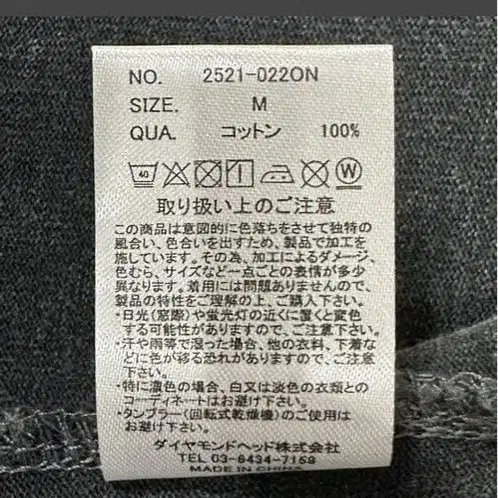 NO. 2521-022ON
SIZE. M
QUA. コットン 100%
40
W
取り扱い上のご注意
この商品は意図的に色落ちをさせて独特の
風合い、色合いを出すため、製品で加工を
施しています。その為、加工によるダメージ、
色むら、サイズなど一点ごとの表情が多少
異なります。着用には問題ありませんので、
製品の特性をご理解の上、ご購入下さい。
・日光(窓際)や蛍光灯の近くに置くと変色
する可能性がありますので、ご注意下さい。
・汗や雨等で湿った場合、他の衣料、下着な
どに色が移る恐れがありますので、ご注意
下さい。
・特に濃色の場合、白又は淡色の衣類との
コーディネートはお避け下さい。
・タンブラー(回転式乾燥機)のご使用は
お避け下さい。
ダイヤモンドヘッド株式会社
TEL 03-6434-7158
MADE IN CHINA